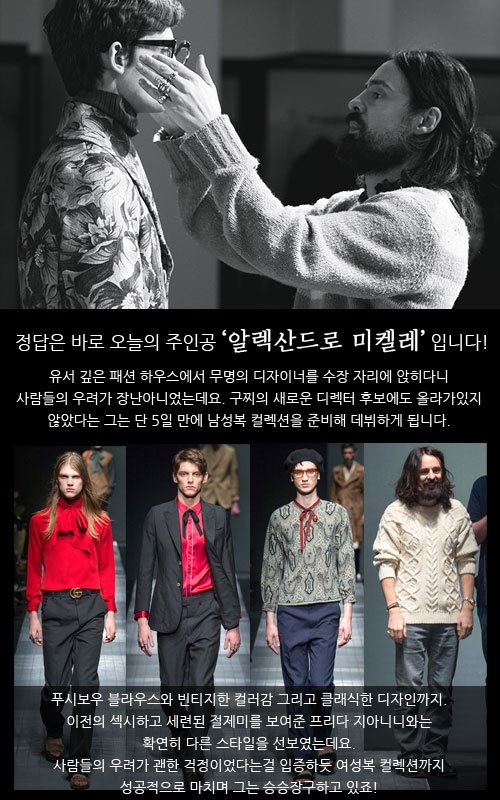 정답은 바로 오늘의 주인공 ‘알렉산드로 미켈레’ 입니다!
유서 깊은 패션 하우스에서 무명의 디자이너를 수장 자리에 앉히다니
사람들의 우려가 장난아니었는데요. 구찌의 새로운 디렉터 후보에도 올라가있지
않았다는 그는 단 5일 만에 남성복 컬렉션을 준비해 데뷔하게 됩니다.
푸시보우 블라우스와 빈티지한 컬러감 그리고 클래식한 디자인까지.
이전의 섹시하고 세련된 절제미를 보여준 프리다 지아니니와는
확연히 다른 스타일을 선보였는데요.
사람들의 우려가 괜한 걱정이었다는걸 입증하듯 여성복 컬렉션까지
성공적으로 마치며 그는 승승장구하고 있죠!